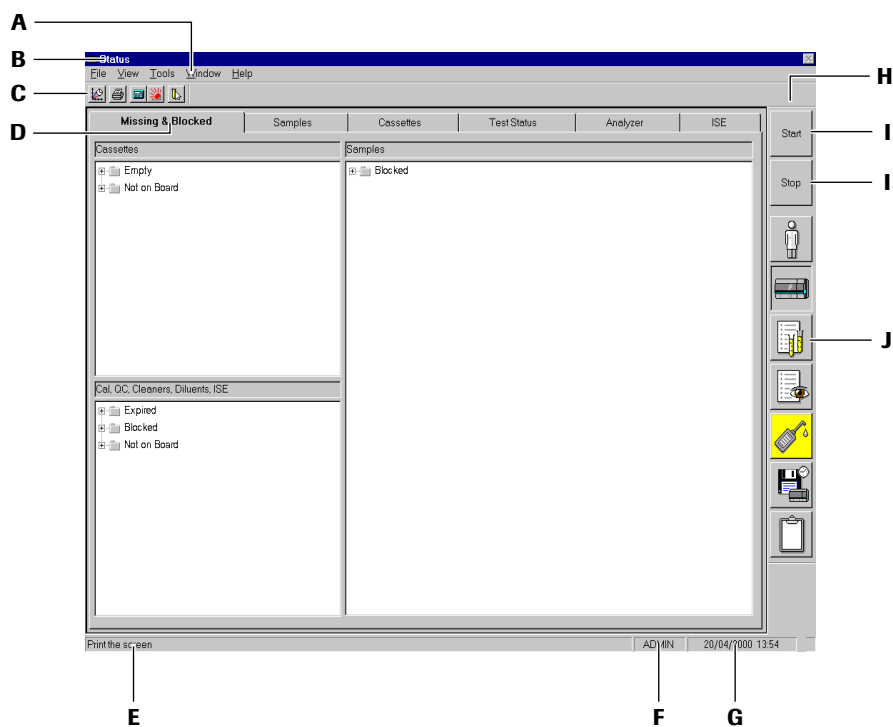 A
B
Status
H
File View Tools Window Help
C
D
Missing & Blocked Samples Cassettes Test Status Analyzer ISE
Start
I
Cassettes
Samples
Empty
Not on Board
Blocked
Stop
I
J
Cal, QC, Cleaners, Diluents, ISE
Expired
Blocked
Not on Board
Print the screen
ADMIN
20/04/2000 13:54
E
F
G